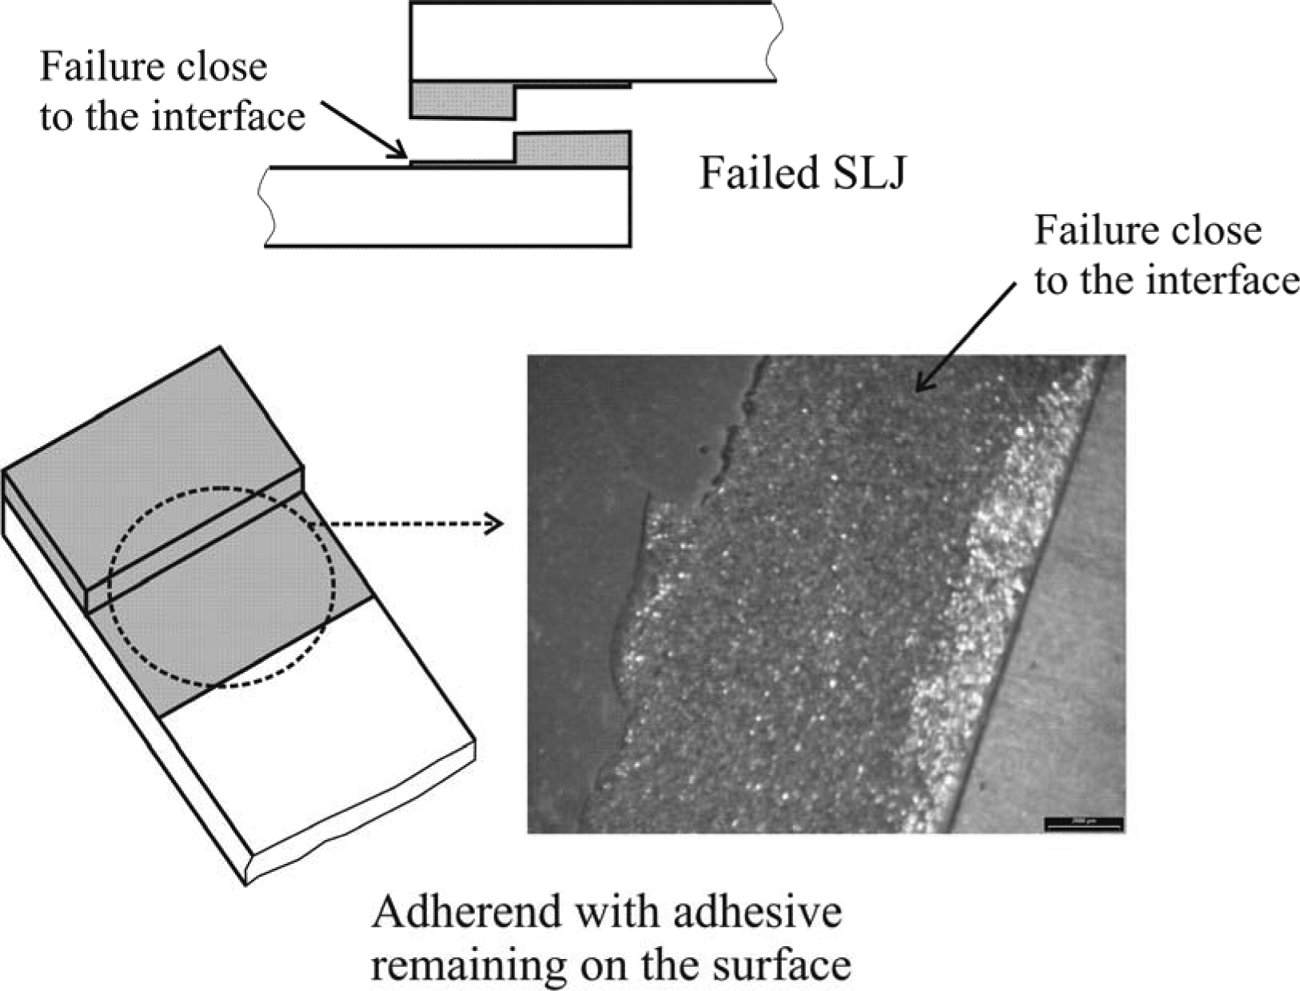 Failure close
to the interface
Failed SLJ
Failure close
to the interface
Adherend with adhesive
remaining on the surface